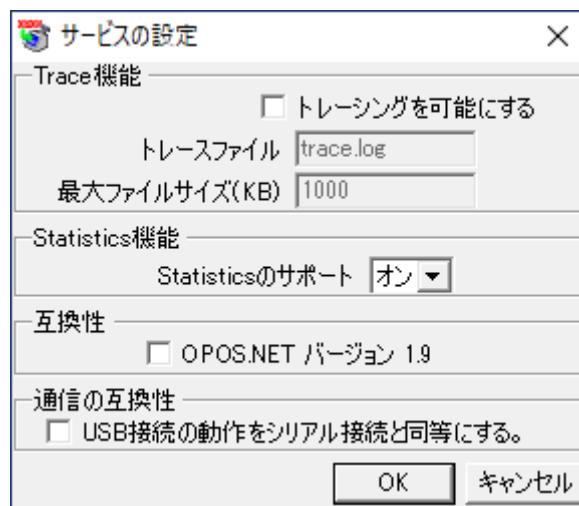 サービスの設定
Trace機能
トレーシングを可能にする
トレースファイル trace.log
最大ファイルサイズ(KB) 1000
Statistics機能
Statisticsのサポート オン
互換性
OPOS.NET バージョン 1.9
通信の互換性
USB接続の動作をシリアル接続と同等にする。
OK キャンセル